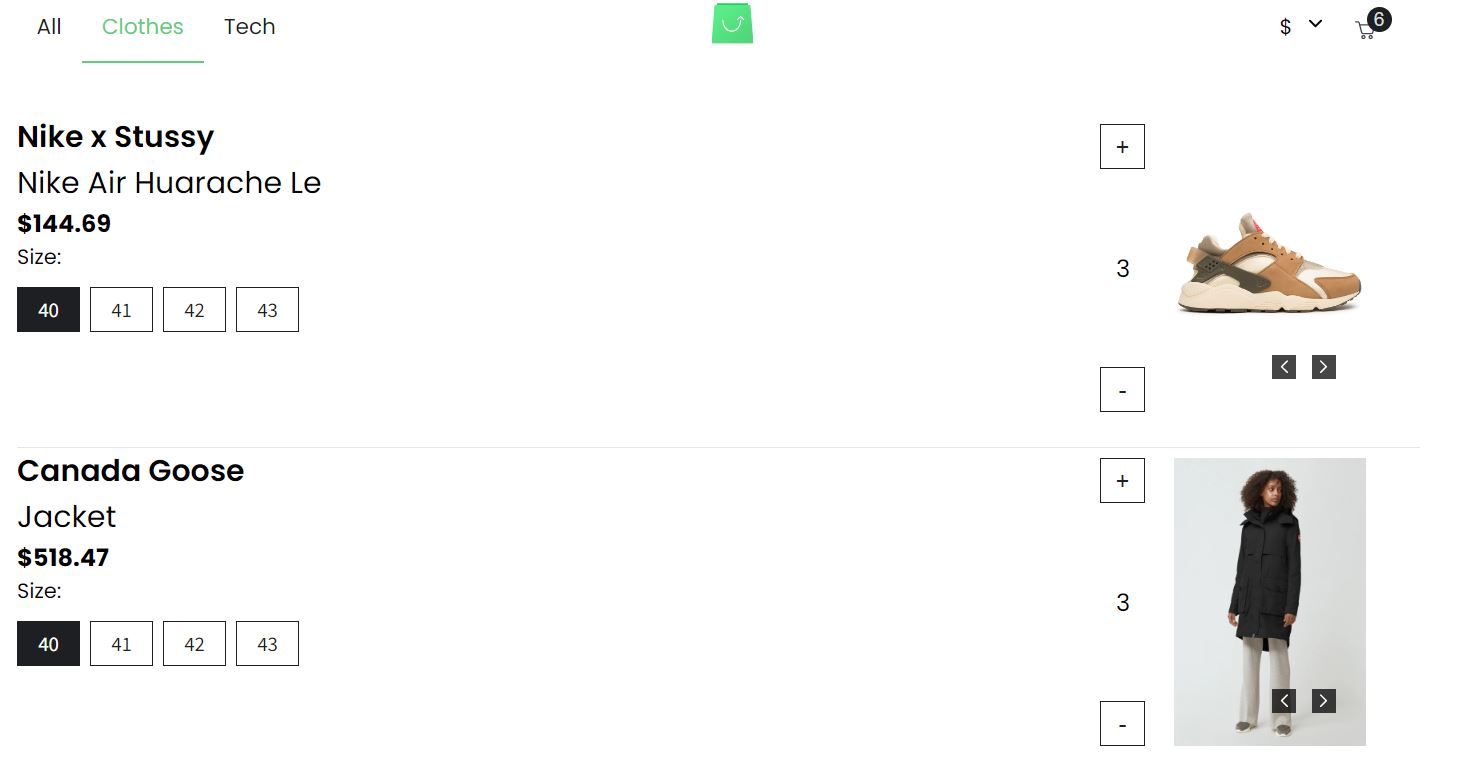 All Clothes Tech $ 6
Nike x Stussy
Nike Air Huarache Le
$144.69
Size:
40 41 42 43
+
3
-
Canada Goose
Jacket
$518.47
Size:
40 41 42 43
+
3
-